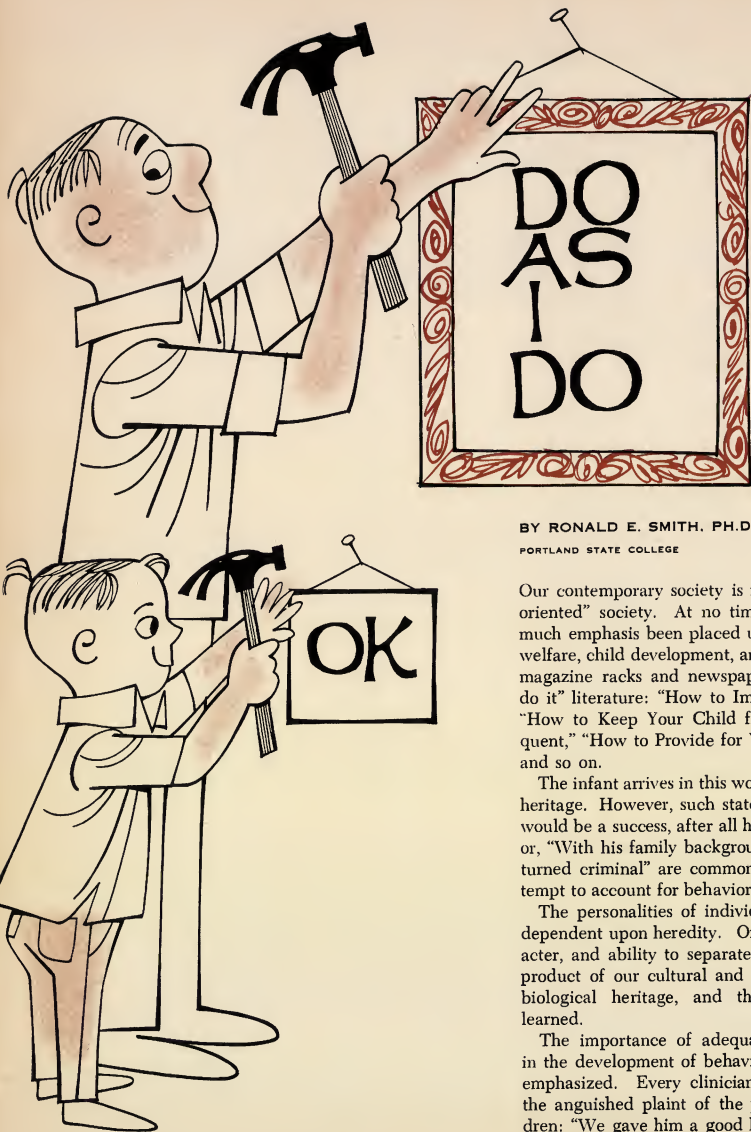 DO
AS
I
DO
OK
BY RONALD E. SMITH, PH.D
PORTLAND STATE COLLEGE
Our contemporary society is
oriented" society. At no tim
much emphasis been placed u
welfare, child development, a
magazine racks and newspap
do it" literature: "How to Im
"How to Keep Your Child f
quent," "How to Provide for
and so on.
The infant arrives in this wo
heritage. However, such state
would be a success, after all h
or, "With his family backgrou
turned criminal" are common
tempt to account for behavior
The personalities of individ
dependent upon heredity. O
acter, and ability to separate
product of our cultural and
biological heritage, and th
learned.
The importance of adequa
in the development of behavi
emphasized. Every clinician
the anguished plaint of the
dren: "We gave him a good